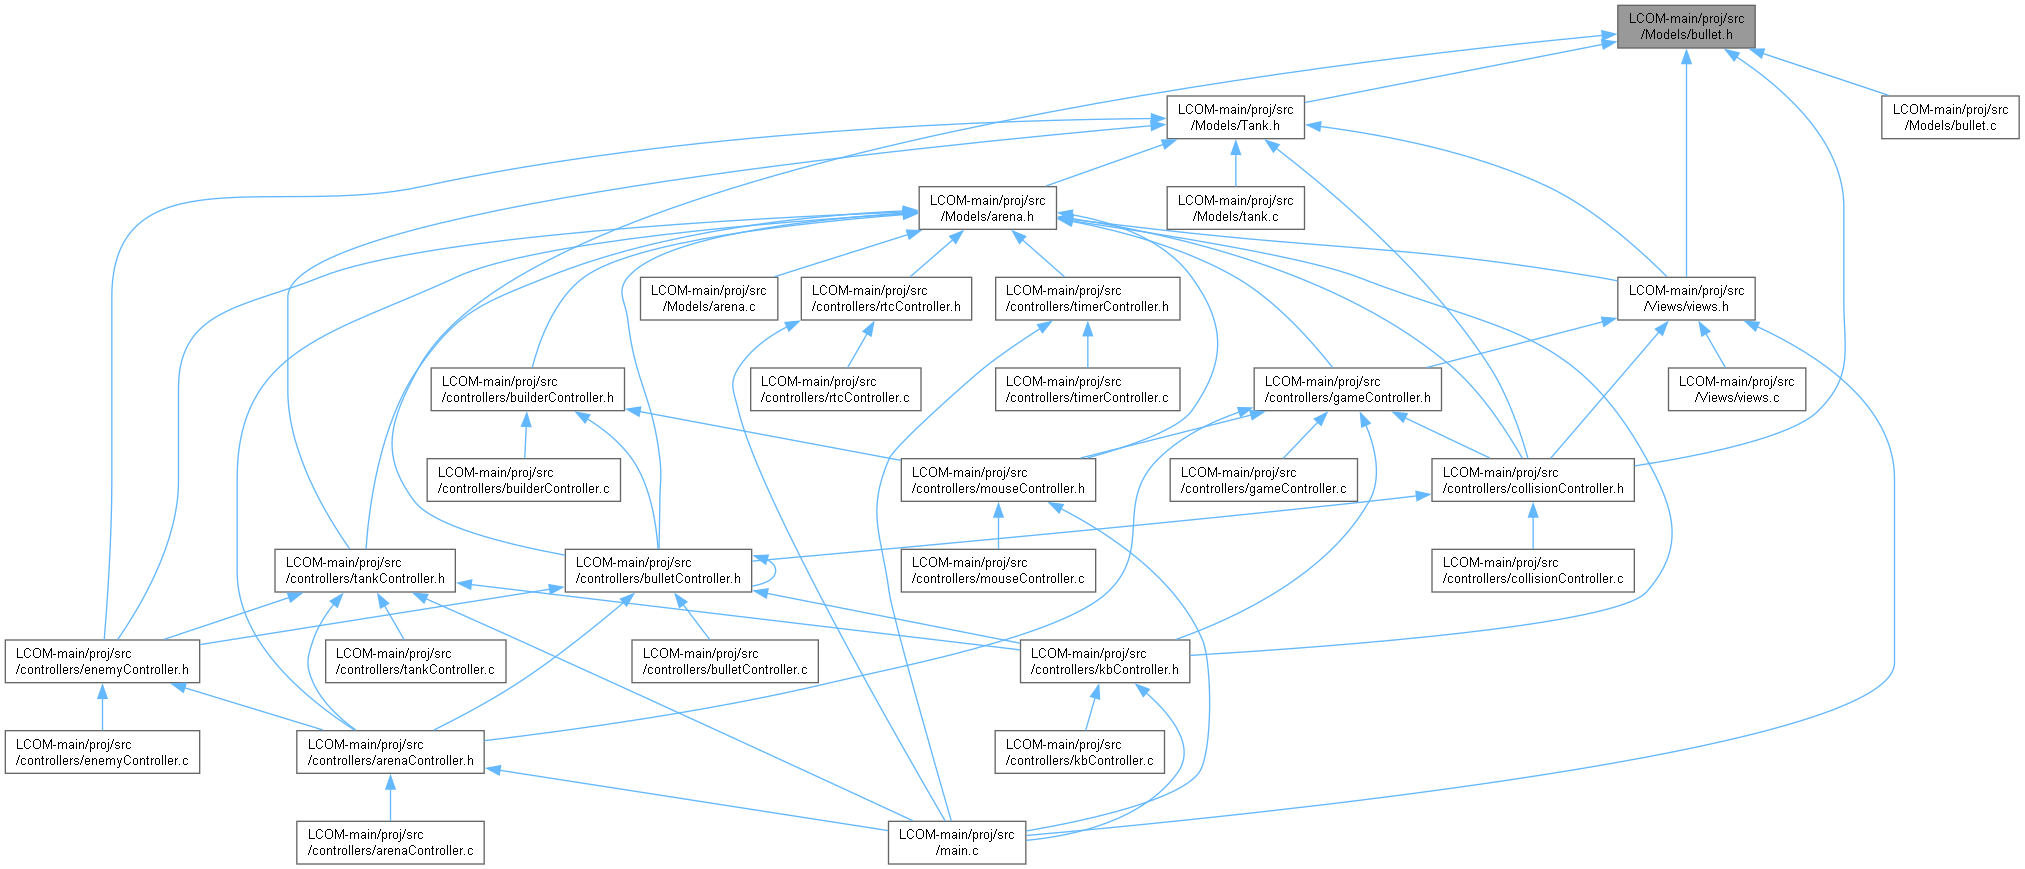 LCOM-main/proj/src
/Models/bullet.h
LCOM-main/proj/src
/Models/Tank.h
LCOM-main/proj/src
/Models/bullet.c
LCOM-main/proj/src
/Models/arena.h
LCOM-main/proj/src
/Models/tank.c
LCOM-main/proj/src
/Models/arena.c
LCOM-main/proj/src
/controllers/rtcController.h
LCOM-main/proj/src
/controllers/timerController.h
LCOM-main/proj/src
/Views/views.h
LCOM-main/proj/src
/controllers/builderController.h
LCOM-main/proj/src
/controllers/rtcController.c
LCOM-main/proj/src
/controllers/timerController.c
LCOM-main/proj/src
/controllers/gameController.h
LCOM-main/proj/src
/Views/views.c
LCOM-main/proj/src
/controllers/builderController.c
LCOM-main/proj/src
/controllers/mouseController.h
LCOM-main/proj/src
/controllers/gameController.c
LCOM-main/proj/src
/controllers/collisionController.h
LCOM-main/proj/src
/controllers/tankController.h
LCOM-main/proj/src
/controllers/bulletController.h
LCOM-main/proj/src
/controllers/mouseController.c
LCOM-main/proj/src
/controllers/collisionController.c
LCOM-main/proj/src
/controllers/enemyController.h
LCOM-main/proj/src
/controllers/tankController.c
LCOM-main/proj/src
/controllers/bulletController.c
LCOM-main/proj/src
/controllers/kbController.h
LCOM-main/proj/src
/controllers/enemyController.c
LCOM-main/proj/src
/controllers/arenaController.h
LCOM-main/proj/src
/controllers/kbController.c
LCOM-main/proj/src
/controllers/arenaController.c
LCOM-main/proj/src
/main.c